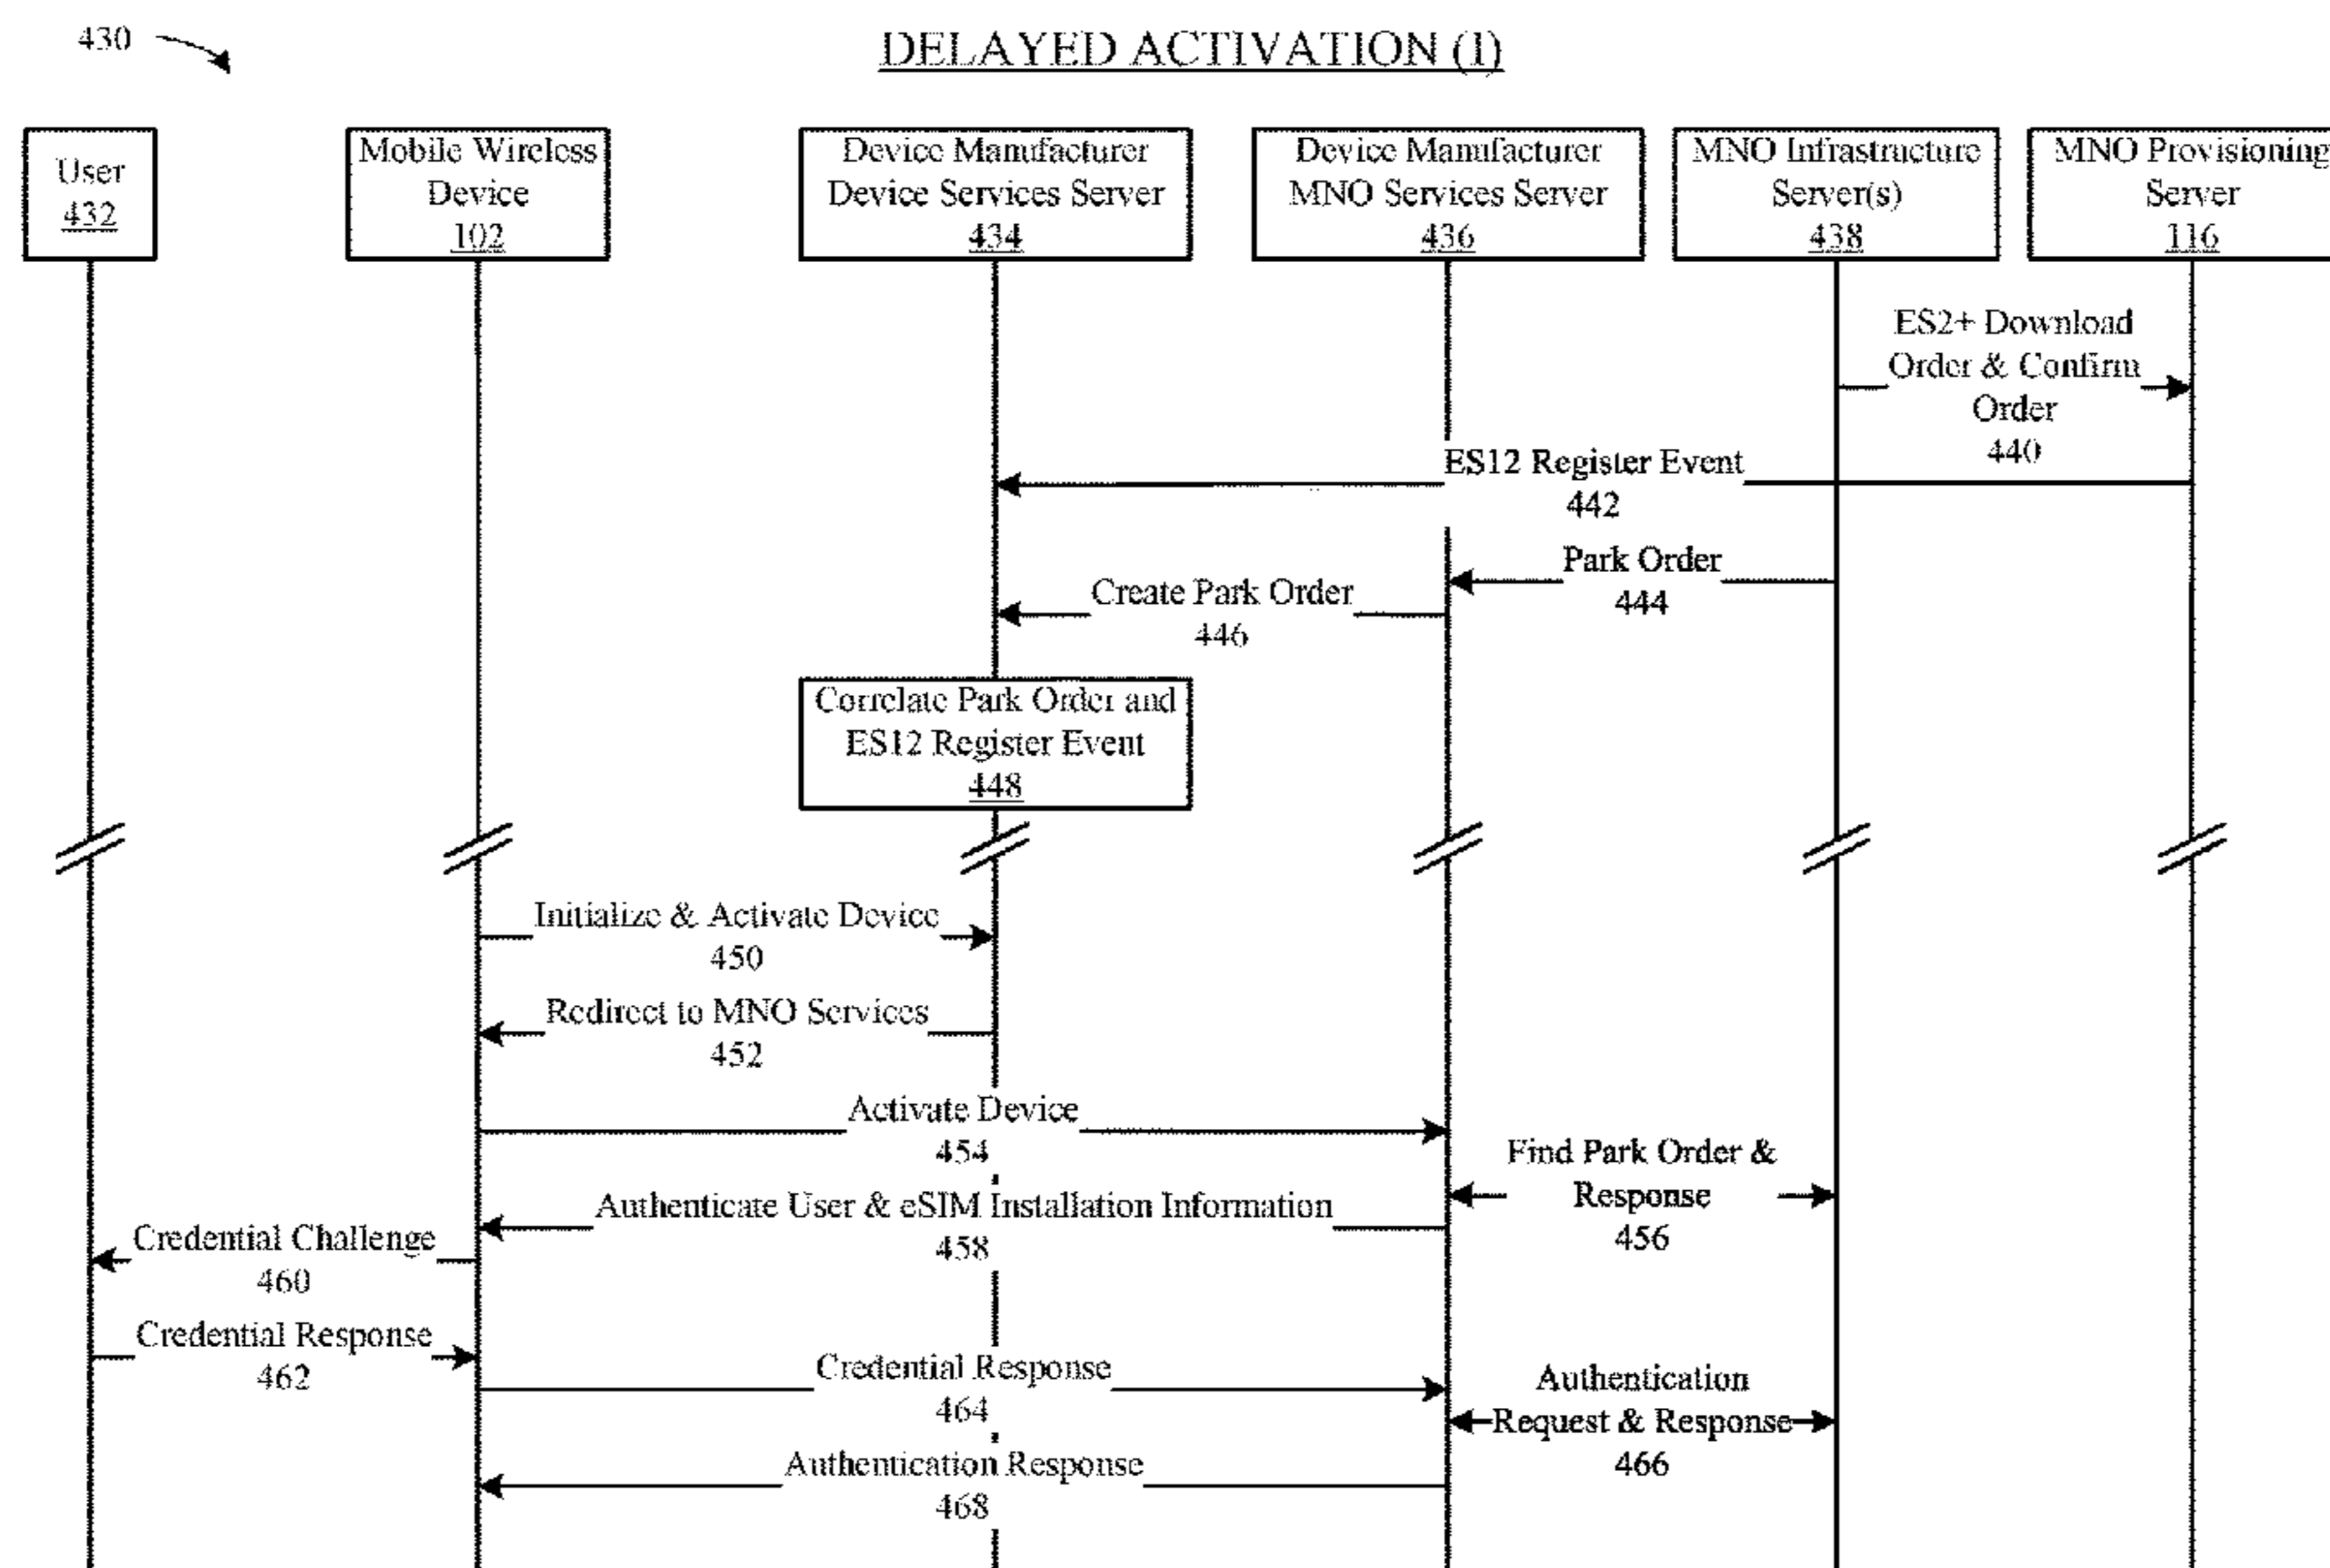 430
DELAYED ACTIVATION (1)
User
432
Mobile Wireless
Device
102
Device Manufacturer
Device Services Server
434
Device Manufacturer
MNO Services Server
436
MNO Infrastructure
Server(s)
438
MNO Provisioning
Server
116
ES2+ Download
Order & Confirm
Order
440
ES12 Register Event
442
Park Order
444
Create Park Order
446
Correlate Park Order and
ES12 Register Event
448
Initialize & Activate Device
450
Redirect to MNO Services
452
Activate Device
454
Find Park Order &
Response
456
Authenticate User & eSIM Installation Information
458
Credential Challenge
460
Credential Response
462
Credential Response
464
Authentication
Request & Response
466
Authentication Response
468